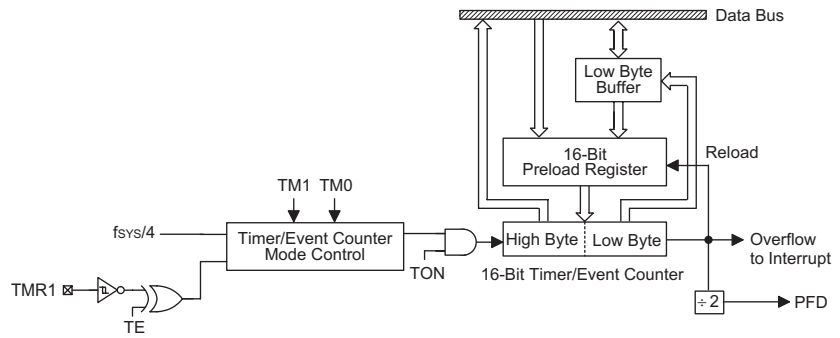 Data Bus
Low Byte
Buffer
16-Bit
Preload Register
Reload
TM1 TM0
fSYS/4
Timer/Event Counter
Mode Control
TON
High Byte
Low Byte
16-Bit Timer/Event Counter
Overflow
to Interrupt
TMR1
TE
÷ 2
PFD